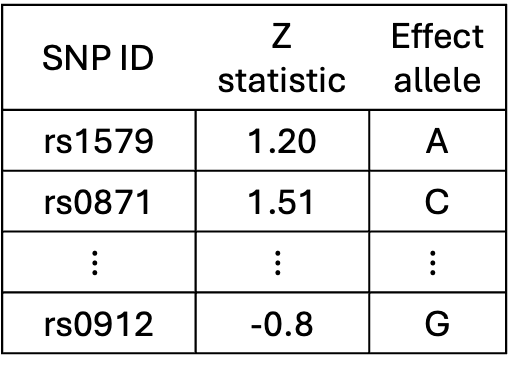 SNP ID Z statistic Effect allele
rs1579 1.20 A
rs0871 1.51 C
⋮ ⋮ ⋮
rs0912 -0.8 G